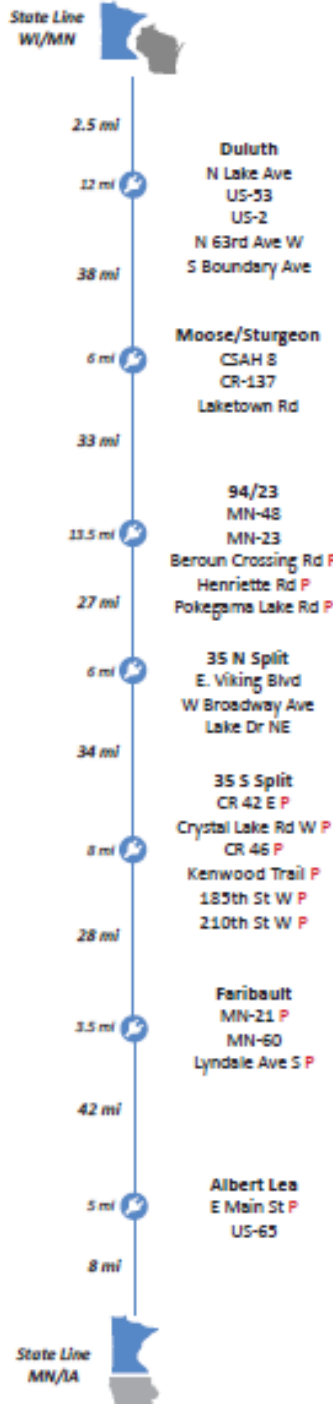 State Line
WI/MN
2.5 mi
12 mi
Duluth
N Lake Ave
US-53
US-2
N 63rd Ave W
S Boundary Ave
38 mi
6 mi
Moose/Sturgeon
CSAH 8
CR-137
Laketown Rd
33 mi
13.5 mi
94/23
MN-48
MN-23
Beroun Crossing Rd P
Henriette Rd P
Pokegama Lake Rd P
27 mi
6 mi
35 N Split
E. Viking Blvd
W Broadway Ave
Lake Dr NE
34 mi
8 mi
35 S Split
CR 42 E P
Crystal Lake Rd W P
CR 46 P
Kenwood Trail P
185th St W P
210th St W P
28 mi
3.5 mi
Faribault
MN-21 P
MN-60
Lyndale Ave S P
42 mi
5 mi
Albert Lea
E Main St P
US-65
8 mi
State Line
MN/IA